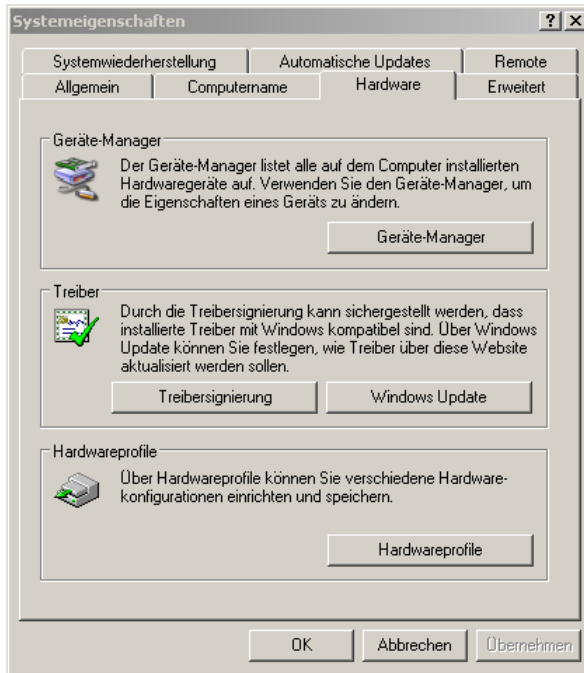 Systemeigenschaften
Systemwiederherstellung Automatische Updates Remote
Allgemein Computername Hardware Erweitert
Geräte-Manager
Der Geräte-Manager listet alle auf dem Computer installierten
Hardwaregeräte auf. Verwenden Sie den Geräte-Manager, um
die Eigenschaften eines Geräts zu ändern.
Geräte-Manager
Treiber
Durch die Treibersignierung kann sichergestellt werden, dass
installierte Treiber mit Windows kompatibel sind. Über Windows
Update können Sie festlegen, wie Treiber über diese Website
aktualisiert werden sollen.
Treibersignierung Windows Update
Hardwareprofile
Über Hardwareprofile können Sie verschiedene Hardware-
konfigurationen einrichten und speichern.
Hardwareprofile
OK Abbrechen Übernehmen